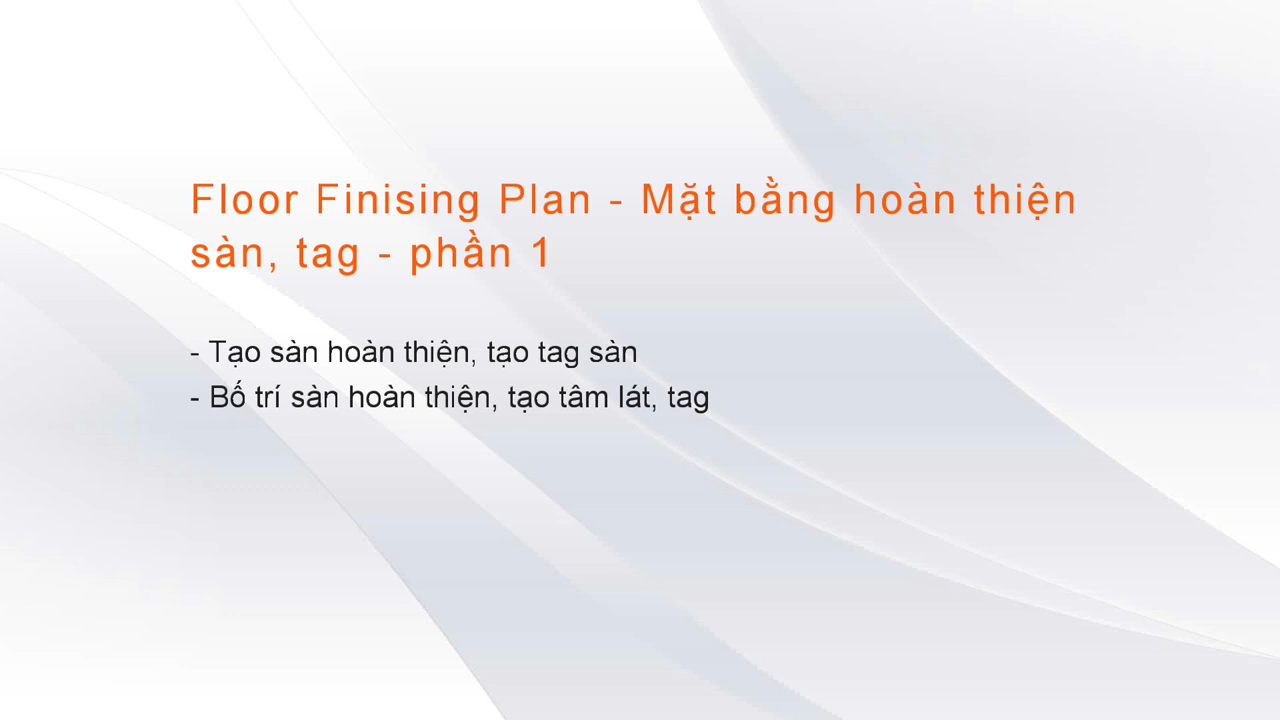 Floor Finising Plan - Mặt bằng hoàn thiện
sàn, tag - phần 1
- Tạo sàn hoàn thiện, tạo tag sàn
- Bố trí sàn hoàn thiện, tạo tâm lát, tag